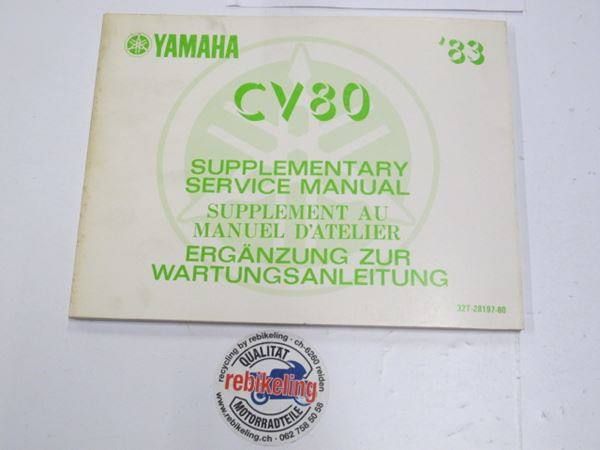 YAMAHA
'83
CV80
SUPPLEMENTARY
SERVICE MANUAL
SUPPLEMENT AU
MANUEL D'ATELIER
ERGÄNZUNG ZUR
WARTUNGSANLEITUNG
32T-28197-80
recycling by rebikeling - ch-6260 reiden
QUALITÄT
rebikeling
MOTORRADTEILE
www.rebikeling.ch - 062 758 50 58